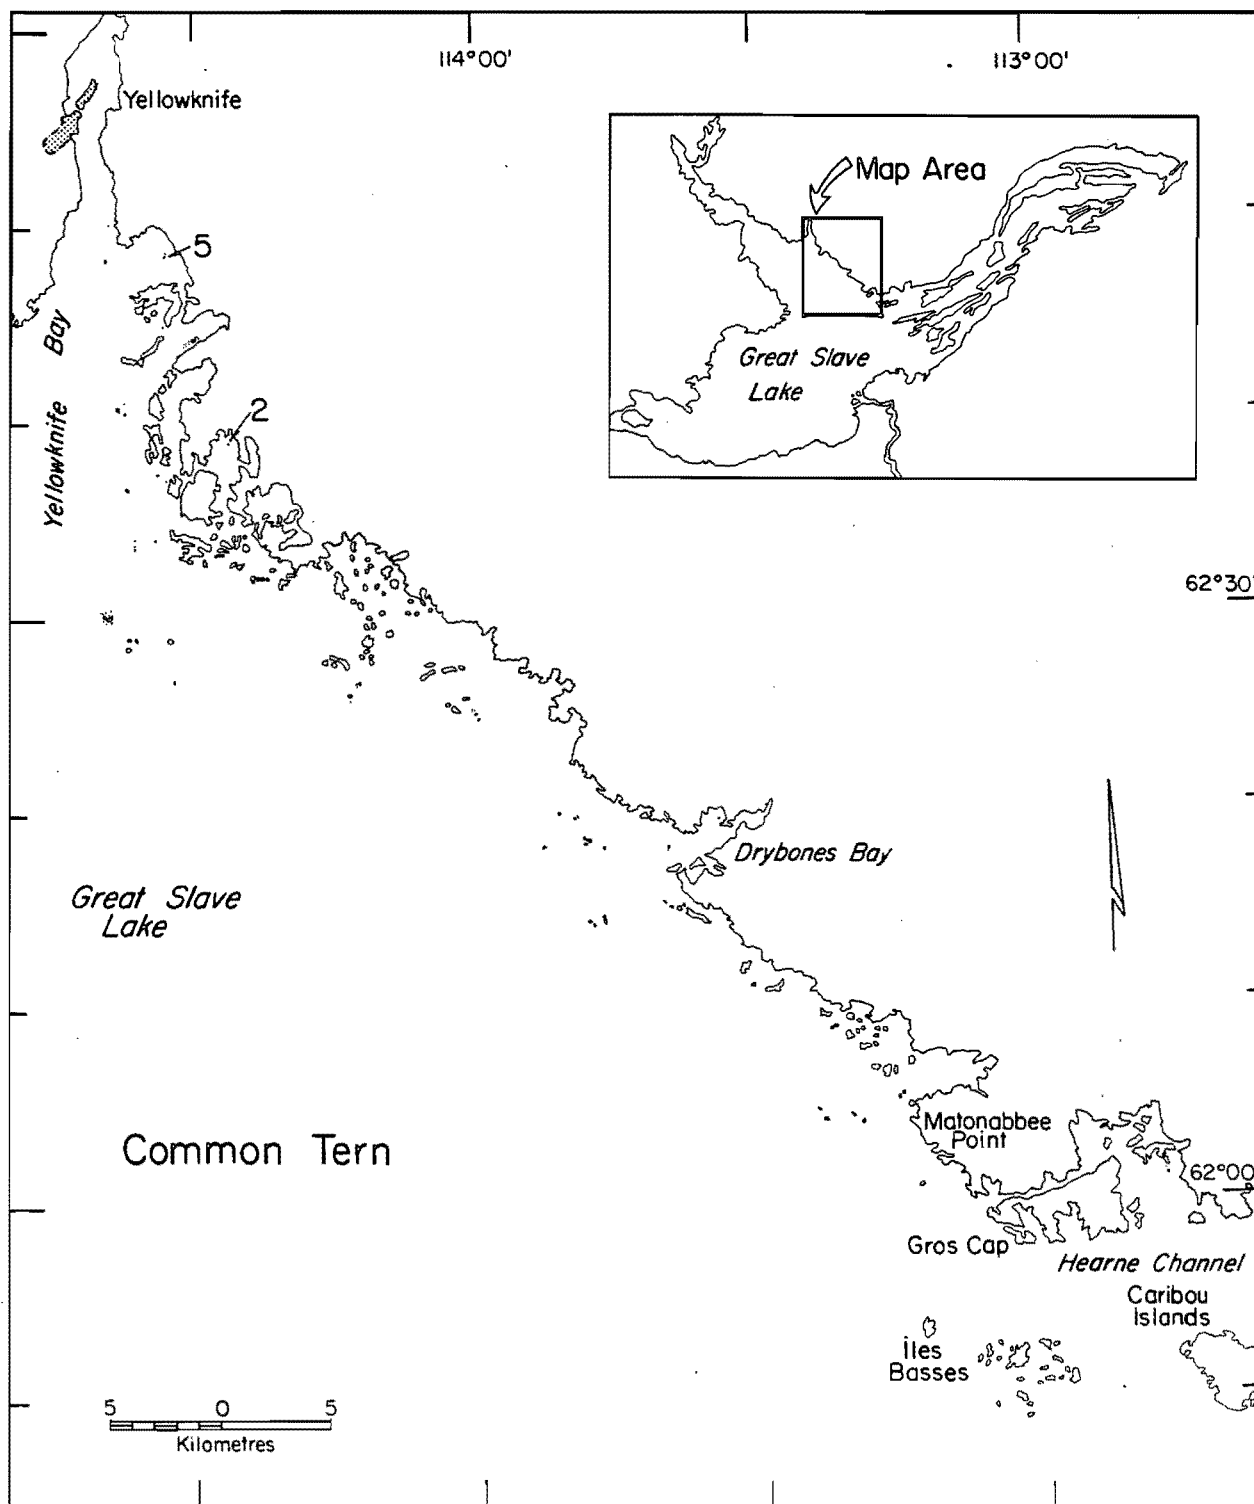 114°00'
113°00'
Yellowknife
Map Area
5
Great Slave
Lake
Yellowknife Bay
2
62°30'
Drybones Bay
Great Slave
Lake
Common Tern
Matonabbee
Point
62°00
Gros Cap
Hearne Channel
Caribou
Islands
Îles
Basses
5 0 5
Kilometres